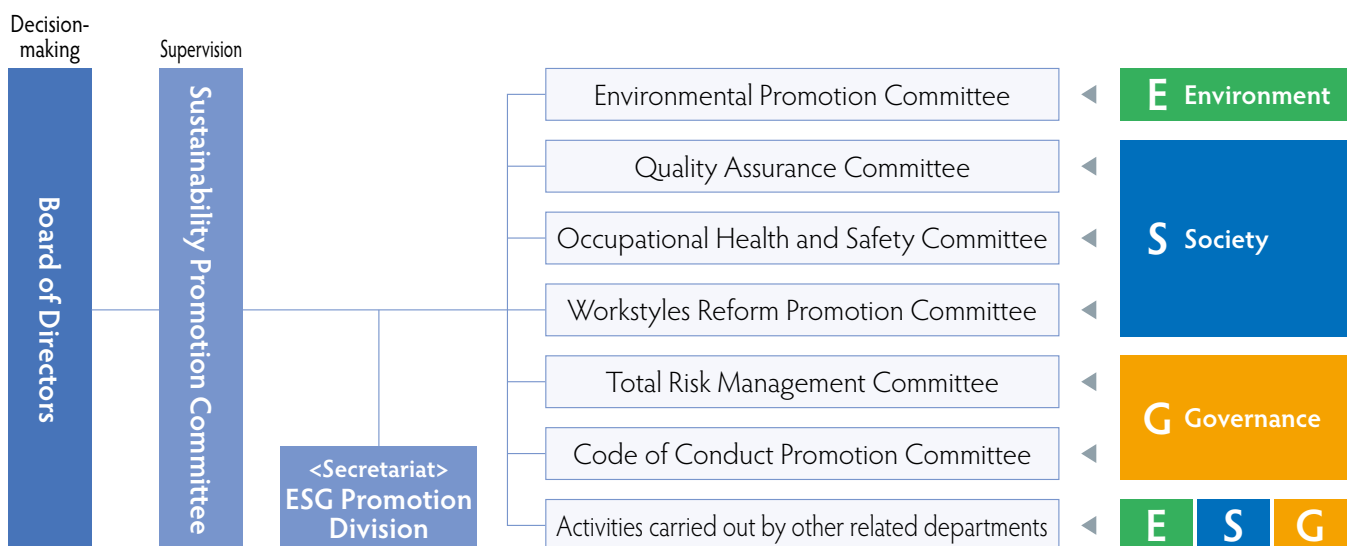 Decision-
making
Supervision
Board of Directors
Sustainability Promotion Committee
<Secretariat>
ESG Promotion
Division
Environmental Promotion Committee
Quality Assurance Committee
Occupational Health and Safety Committee
Workstyles Reform Promotion Committee
Total Risk Management Committee
Code of Conduct Promotion Committee
Activities carried out by other related departments
E Environment
S Society
G Governance
E S G